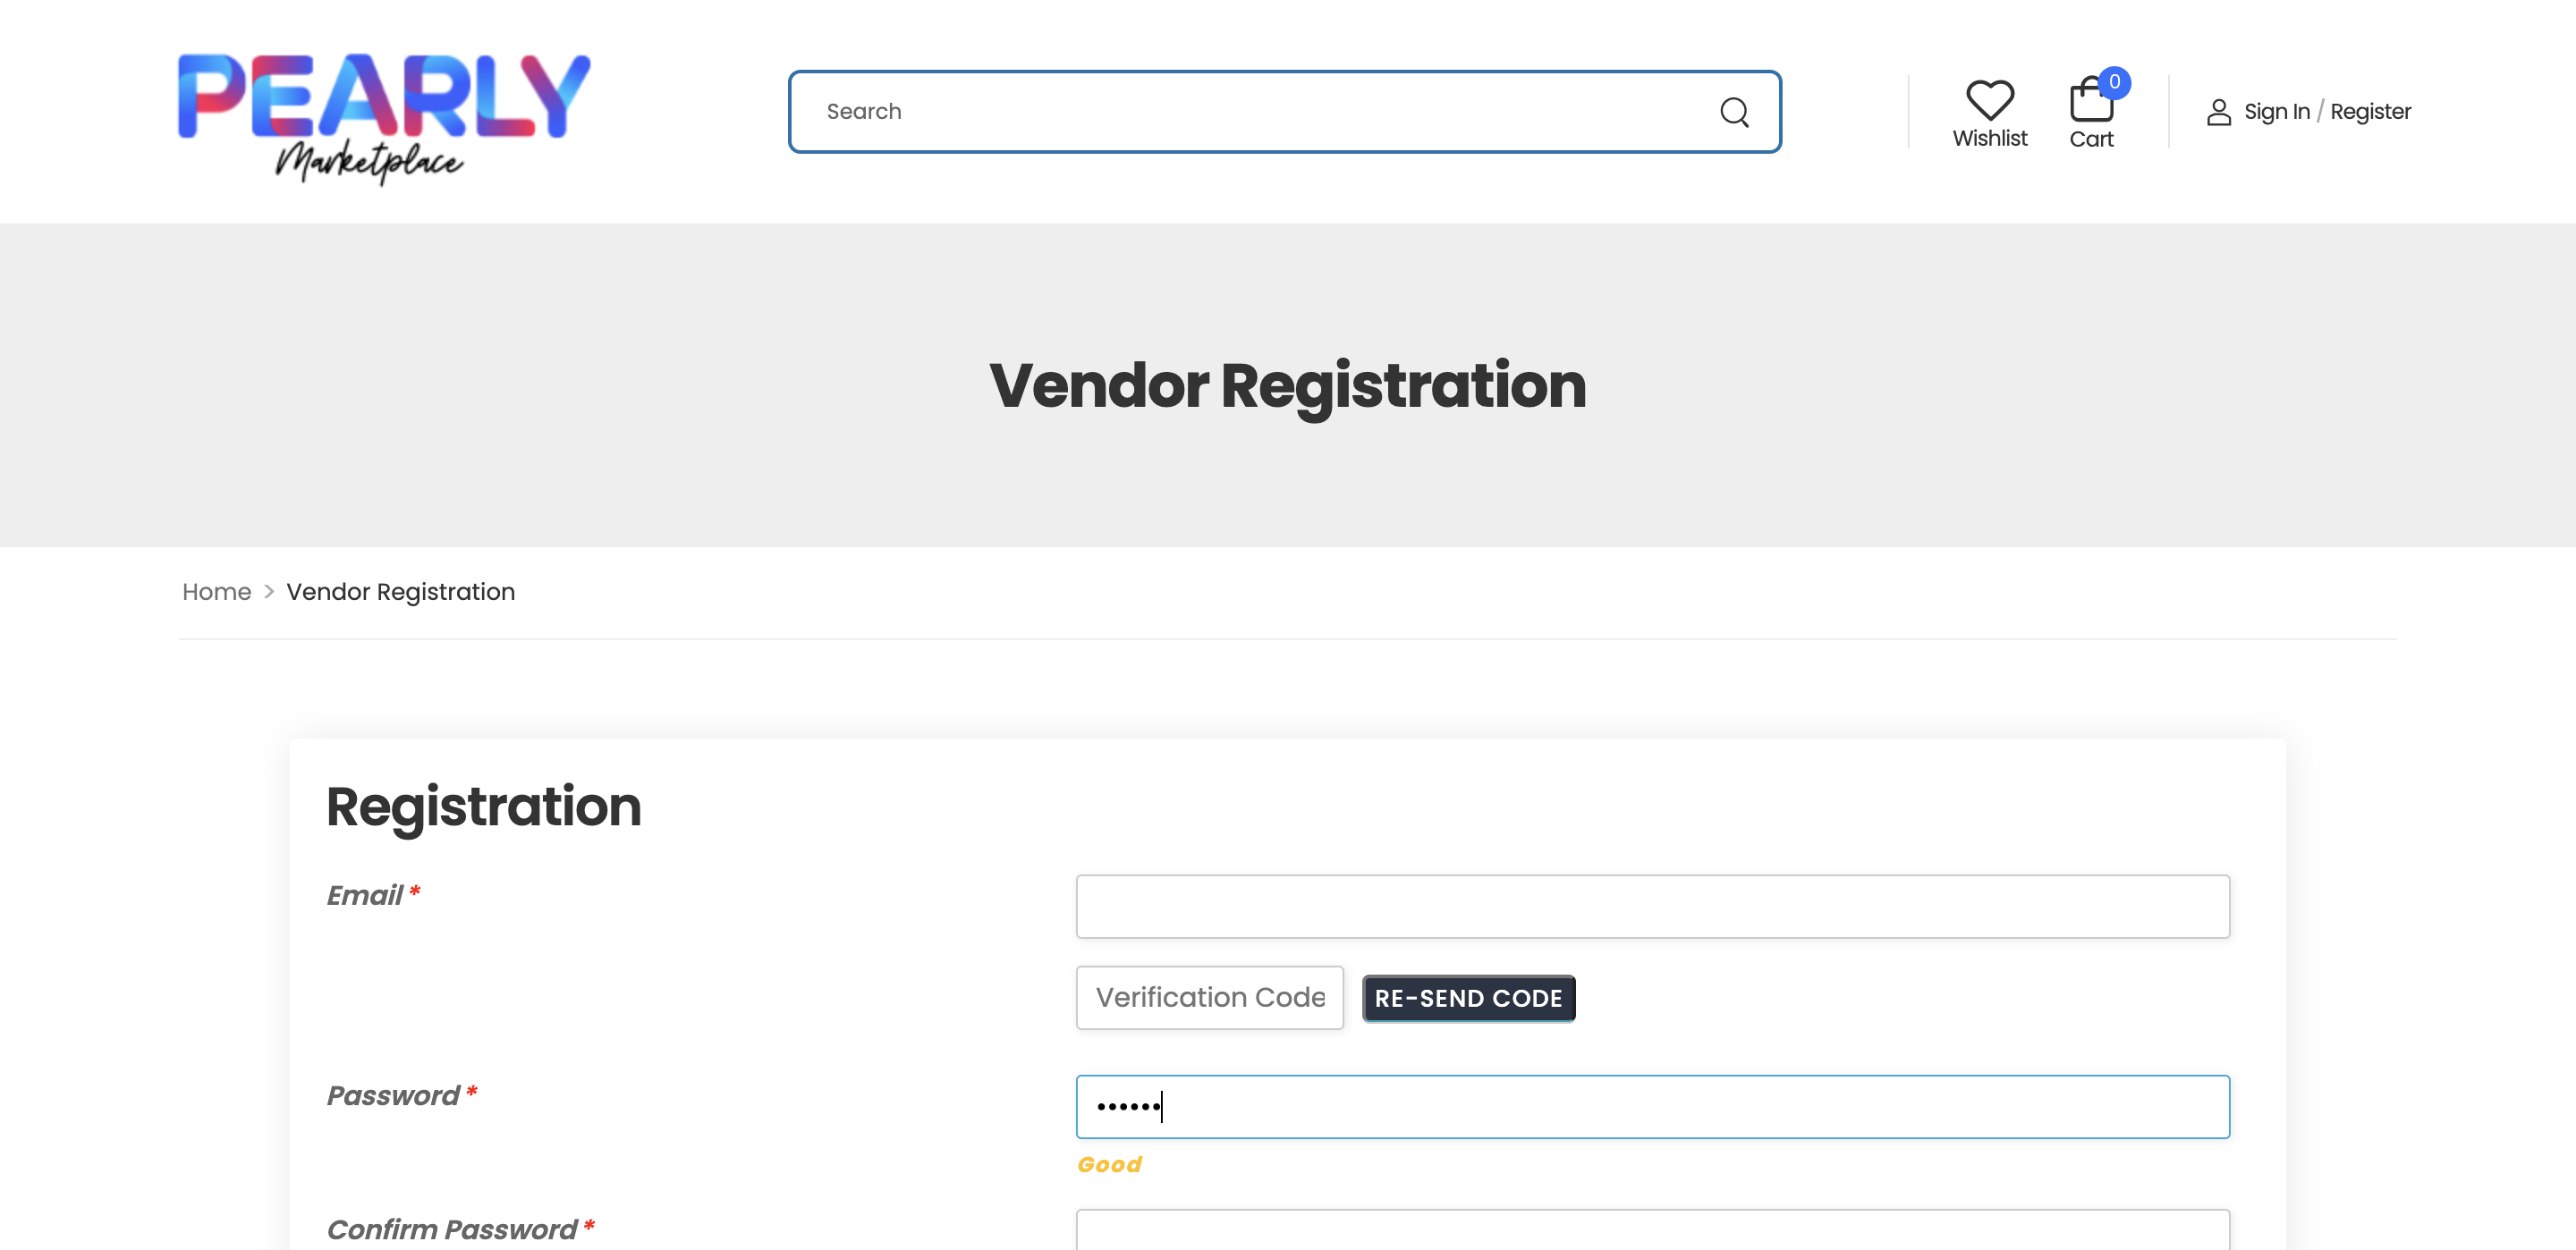 PEARLY
Marketplace
Search
Wishlist
0
Cart
Sign In / Register
Vendor Registration
Home > Vendor Registration
Registration
Email *
Verification Code
RE-SEND CODE
Password *
••••••
Good
Confirm Password *